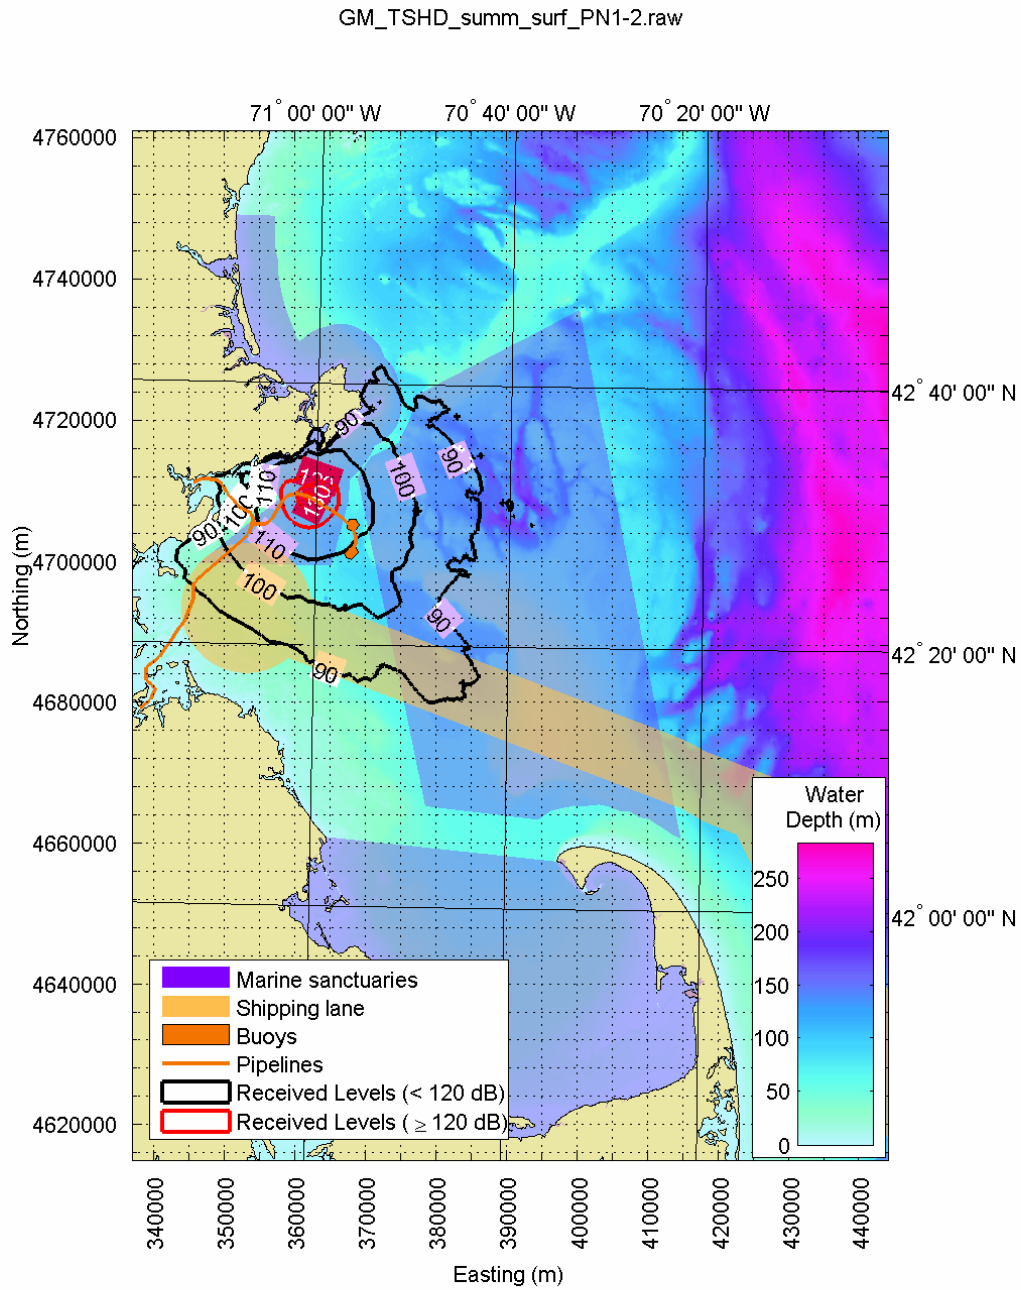 GM_TSHD_summ_surf_PN1-2.raw
71° 00' 00" W
70° 40' 00" W
70° 20' 00" W
4760000
4740000
4720000
4700000
4680000
4660000
4640000
4620000
Northing (m)
42° 40' 00" N
42° 20' 00" N
42° 00' 00" N
90
90
100
110
100
90
110
100
90
90
120
130
Water
Depth (m)
250
200
150
100
50
0
Marine sanctuaries
Shipping lane
Buoys
Pipelines
Received Levels (< 120 dB)
Received Levels ( ≥ 120 dB)
340000
350000
360000
370000
380000
390000
400000
410000
420000
430000
440000
Easting (m)